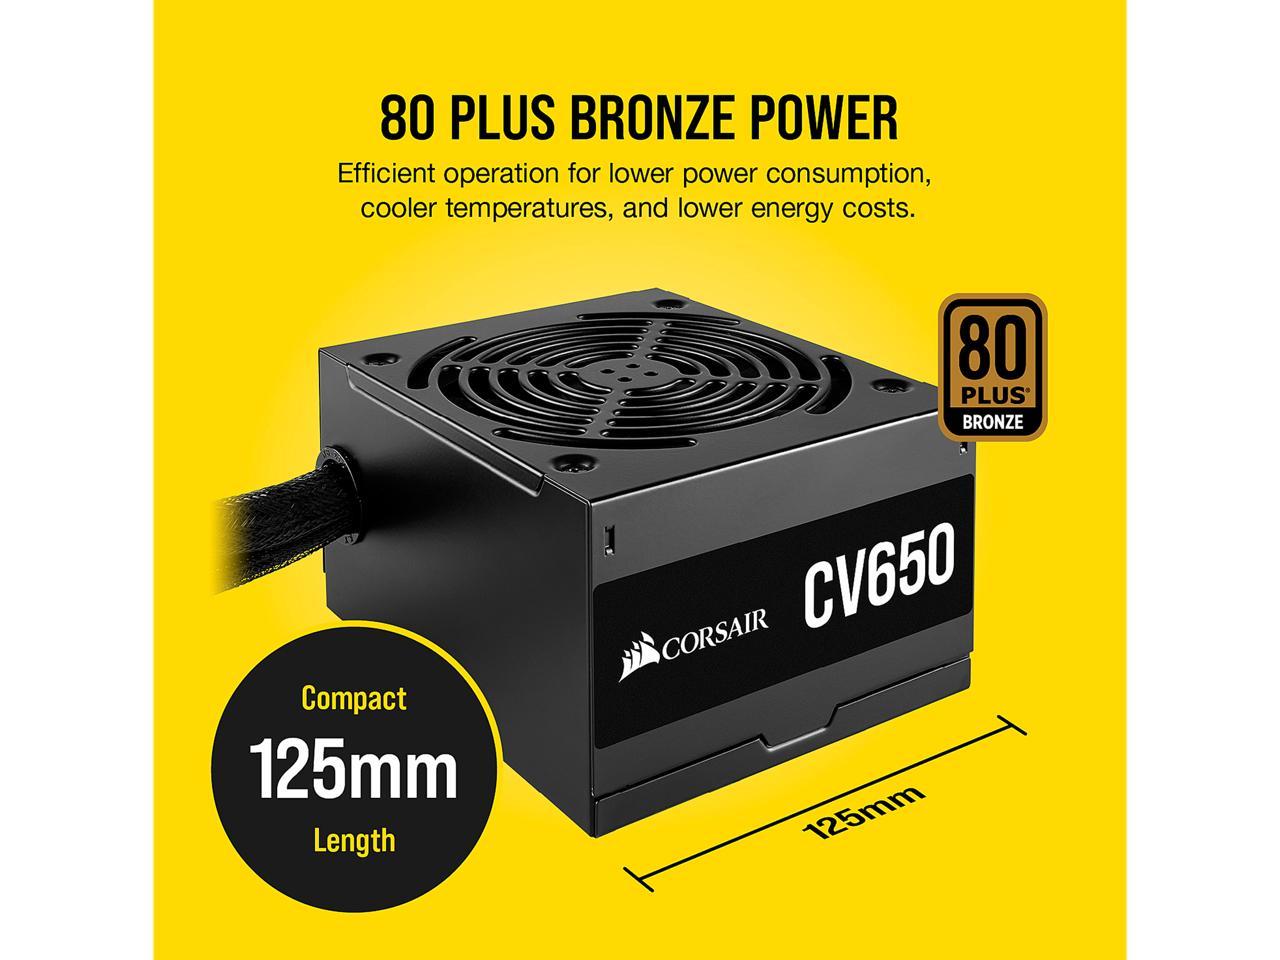 80 PLUS BRONZE POWER
Efficient operation for lower power consumption,
cooler temperatures, and lower energy costs.
80
PLUS®
BRONZE
CORSAIR
CV650
Compact
125mm
Length
125mm